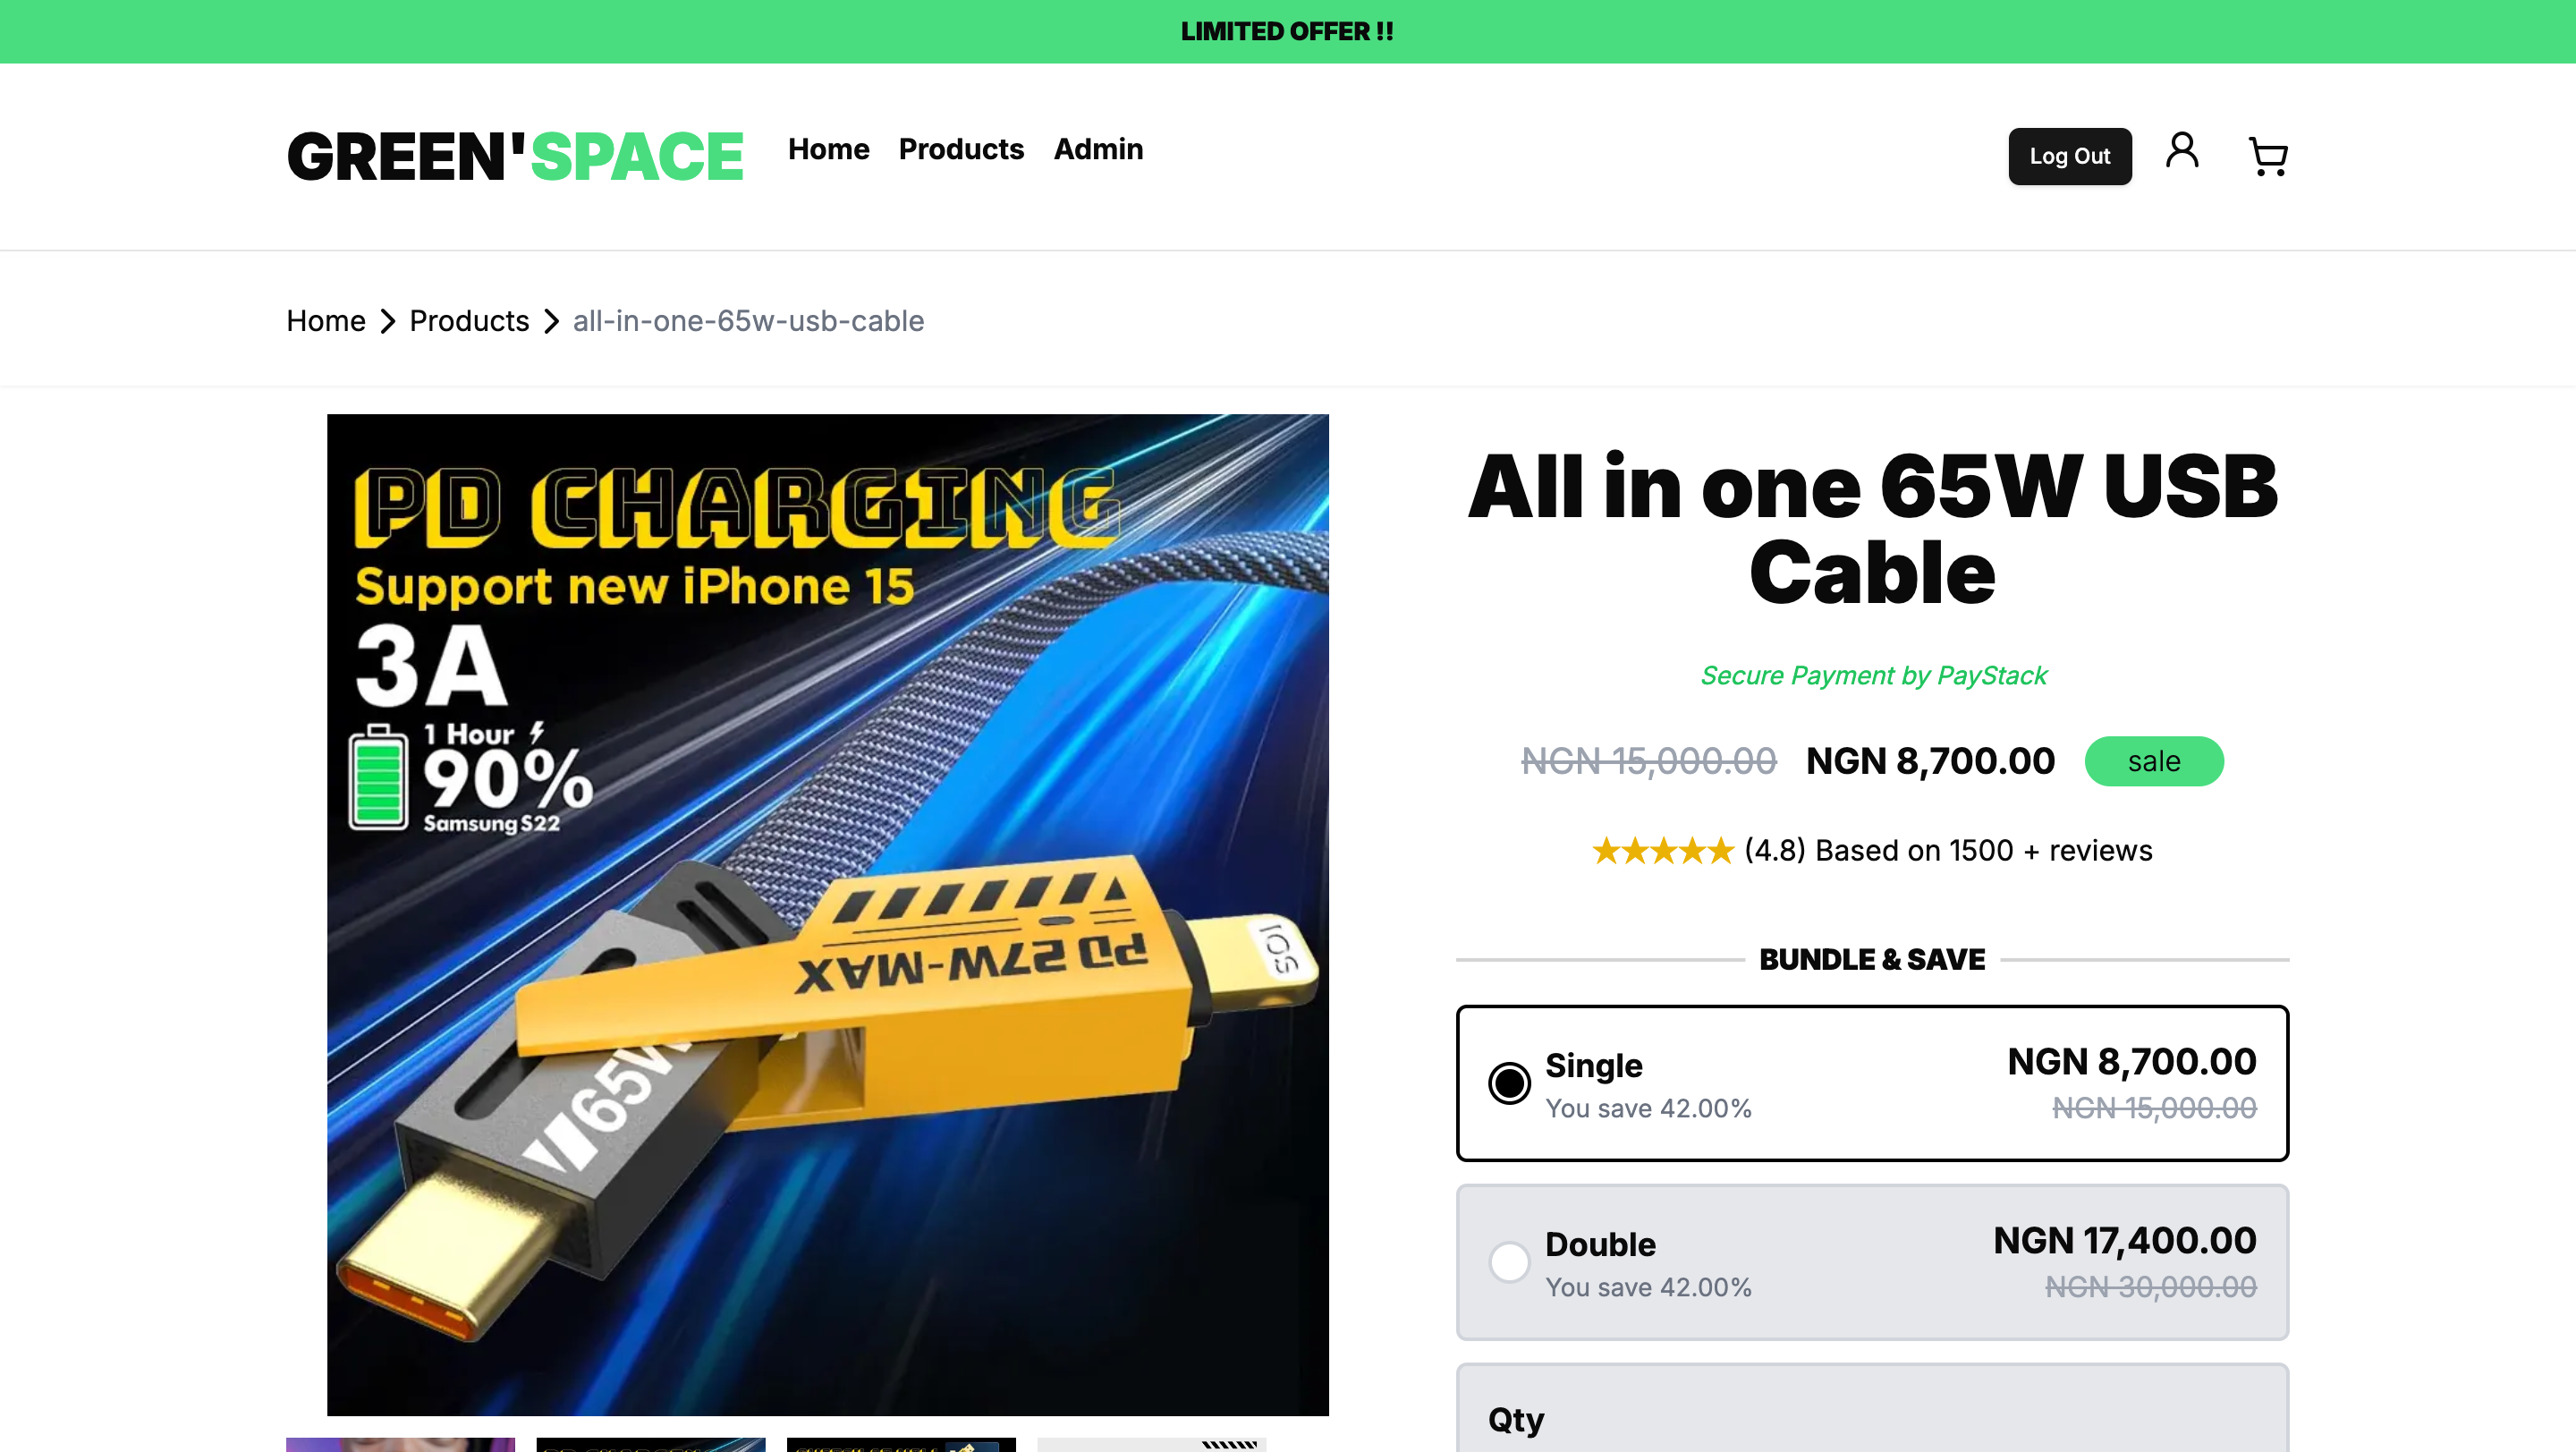 LIMITED OFFER !!
GREEN'SPACE
Home Products Admin
Log Out
Home Products all-in-one-65w-usb-cable
PD CHARGING
Support new iPhone 15
3A
1 Hour
90%
Samsung S22
PD 27W-MAX
iOS
65W
All in one 65W USB
Cable
Secure Payment by PayStack
NGN 15,000.00 NGN 8,700.00 sale
(4.8) Based on 1500 + reviews
BUNDLE & SAVE
Single NGN 8,700.00
You save 42.00% NGN 15,000.00
Double NGN 17,400.00
You save 42.00% NGN 30,000.00
Qty